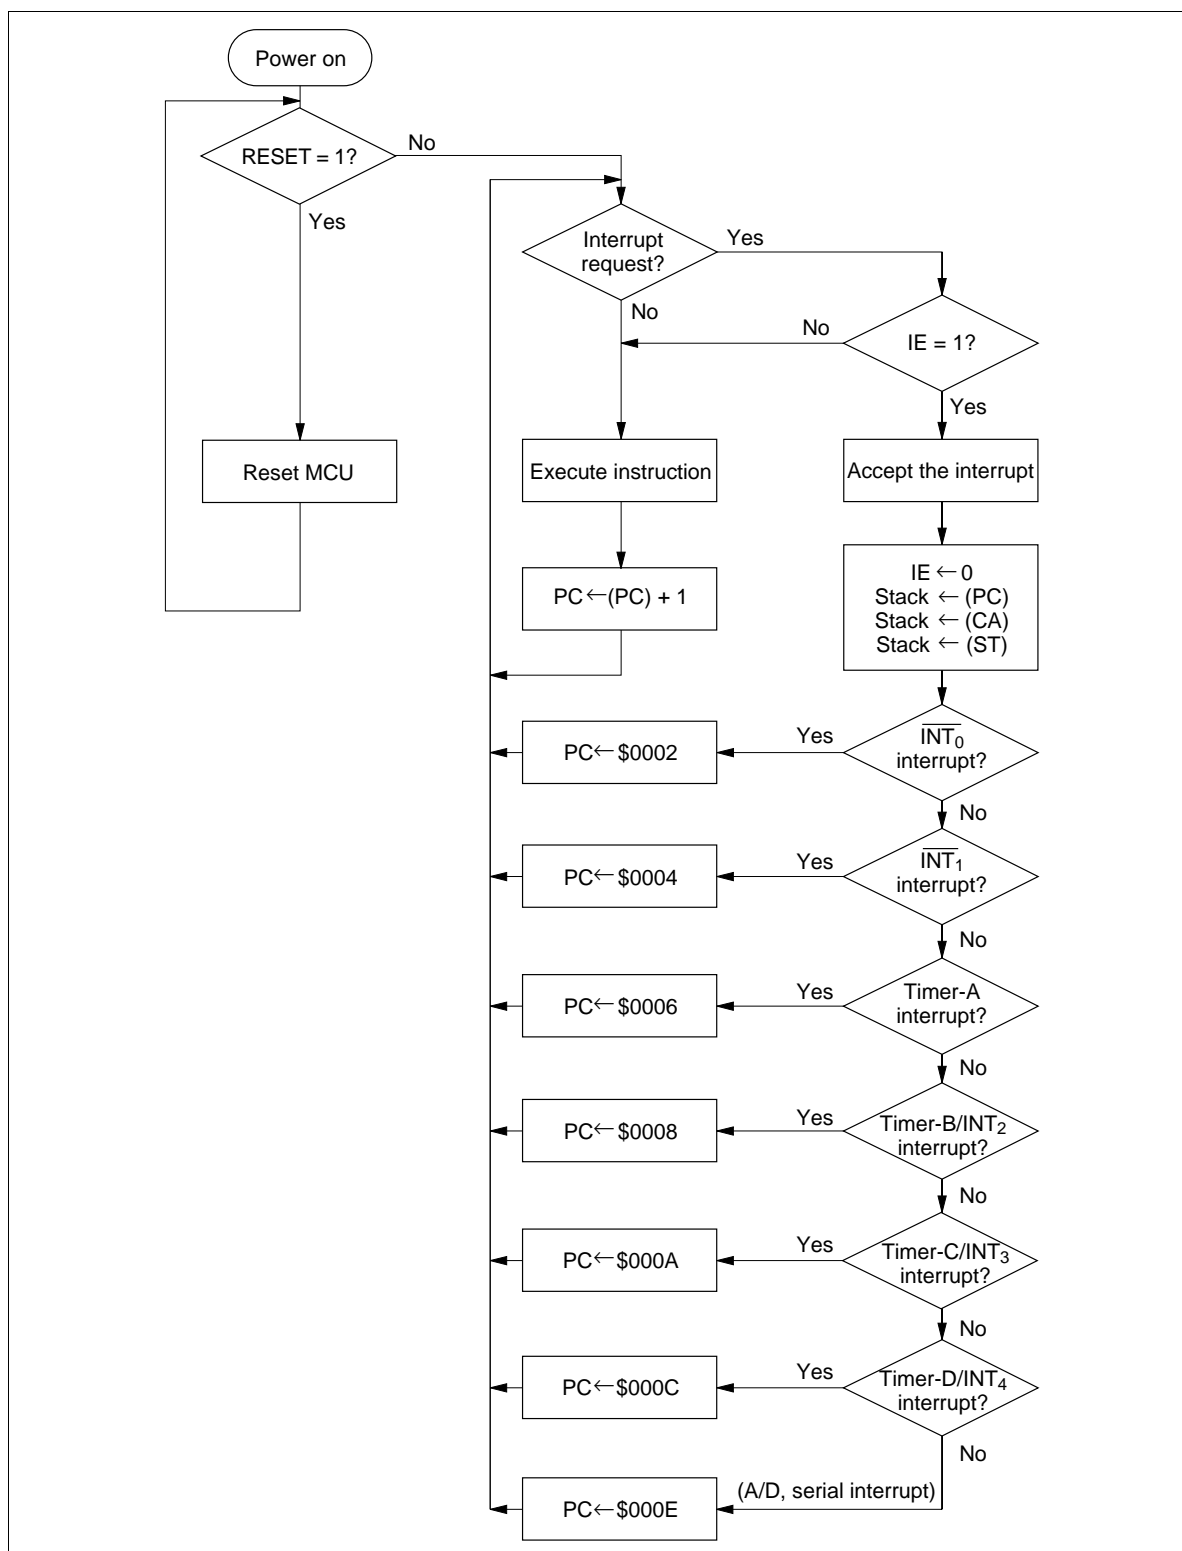 Power on
RESET = 1?
No
Yes
Interrupt
request?
Yes
No
No
IE = 1?
Yes
Reset MCU
Execute instruction
Accept the interrupt
PC←(PC) + 1
IE ← 0
Stack ← (PC)
Stack ← (CA)
Stack ← (ST)
PC← $0002
Yes
I̅N̅T̅₀̅
interrupt?
No
PC← $0004
Yes
I̅N̅T̅₁̅
interrupt?
No
PC← $0006
Yes
Timer-A
interrupt?
No
PC← $0008
Yes
Timer-B/INT₂
interrupt?
No
PC← $000A
Yes
Timer-C/INT₃
interrupt?
No
PC← $000C
Yes
Timer-D/INT₄
interrupt?
No
(A/D, serial interrupt)
PC← $000E